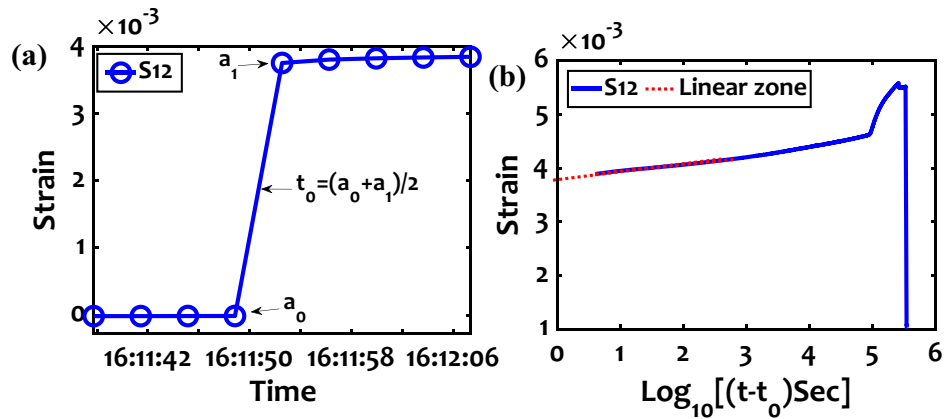 (a)
×10⁻³
4
3
2
1
0
Strain
S12
a₁
t₀=(a₀+a₁)/2
a₀
16:11:42 16:11:50 16:11:58 16:12:06
Time
(b)
×10⁻³
6
5
4
3
2
1
Strain
S12 Linear zone
0 1 2 3 4 5 6
Log₁₀[(t-t₀)Sec]